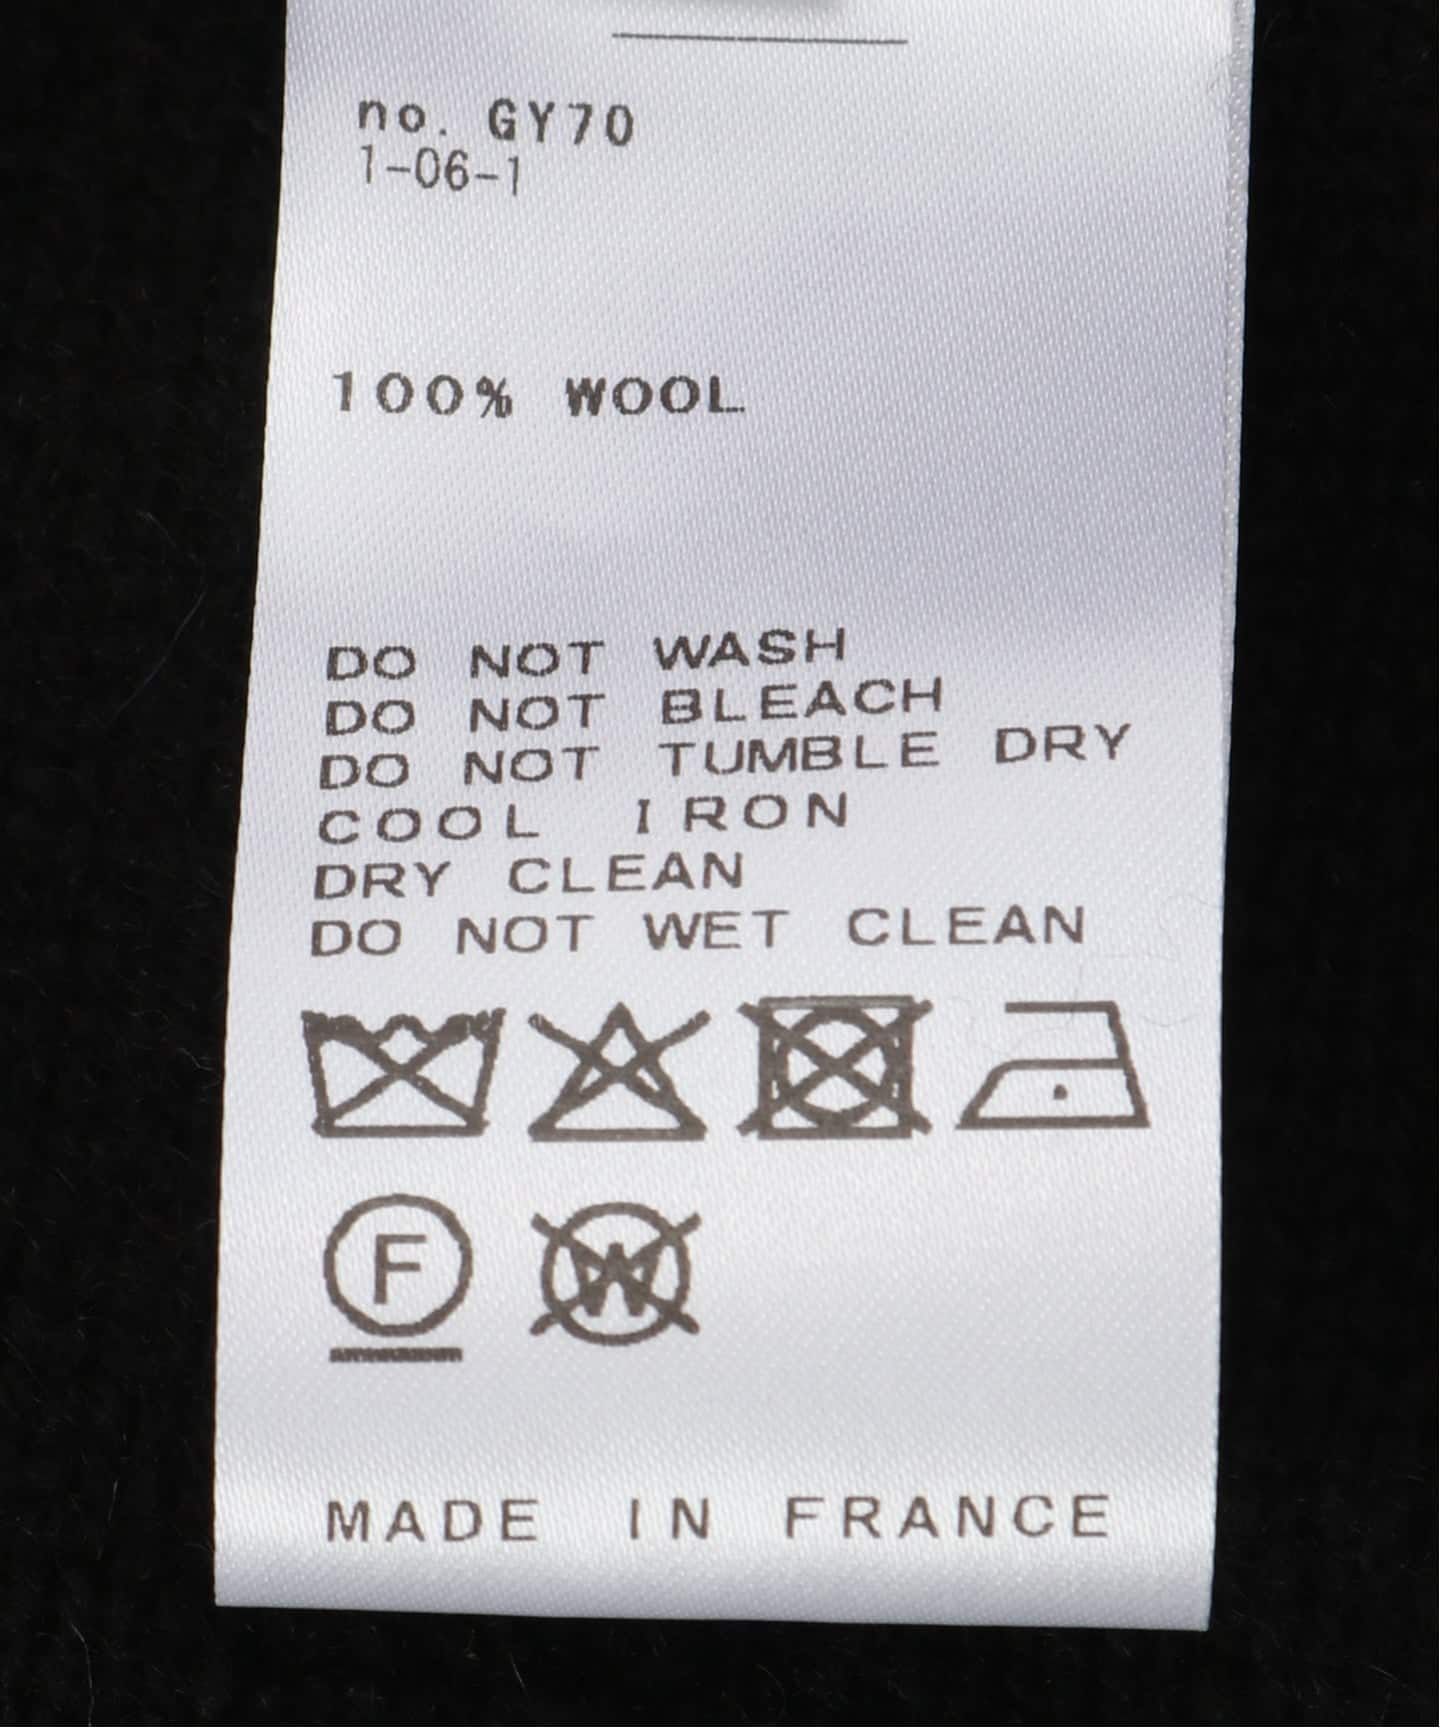 no. GY70
1-06-1
100% WOOL
DO NOT WASH
DO NOT BLEACH
DO NOT TUMBLE DRY
COOL IRON
DRY CLEAN
DO NOT WET CLEAN
F W
MADE IN FRANCE